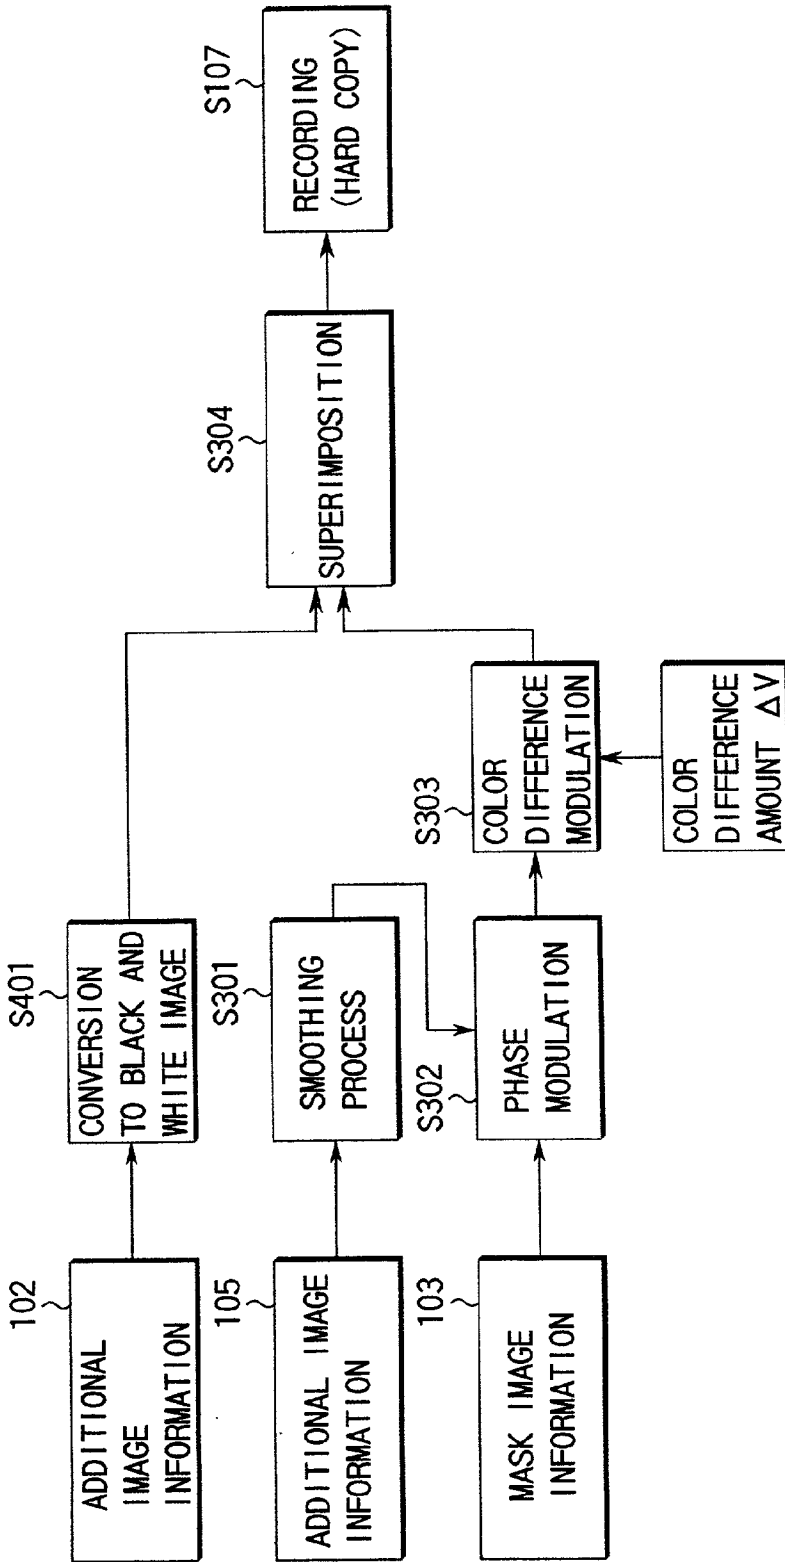 102
ADDITIONAL
IMAGE
INFORMATION
S401
CONVERSION
TO BLACK AND
WHITE IMAGE
105
ADDITIONAL IMAGE
INFORMATION
S301
SMOOTHING
PROCESS
103
MASK IMAGE
INFORMATION
S302
PHASE
MODULATION
S303
COLOR
DIFFERENCE
MODULATION
COLOR
DIFFERENCE
AMOUNT ΔV
S304
SUPERIMPOSITION
S107
RECORDING
(HARD COPY)